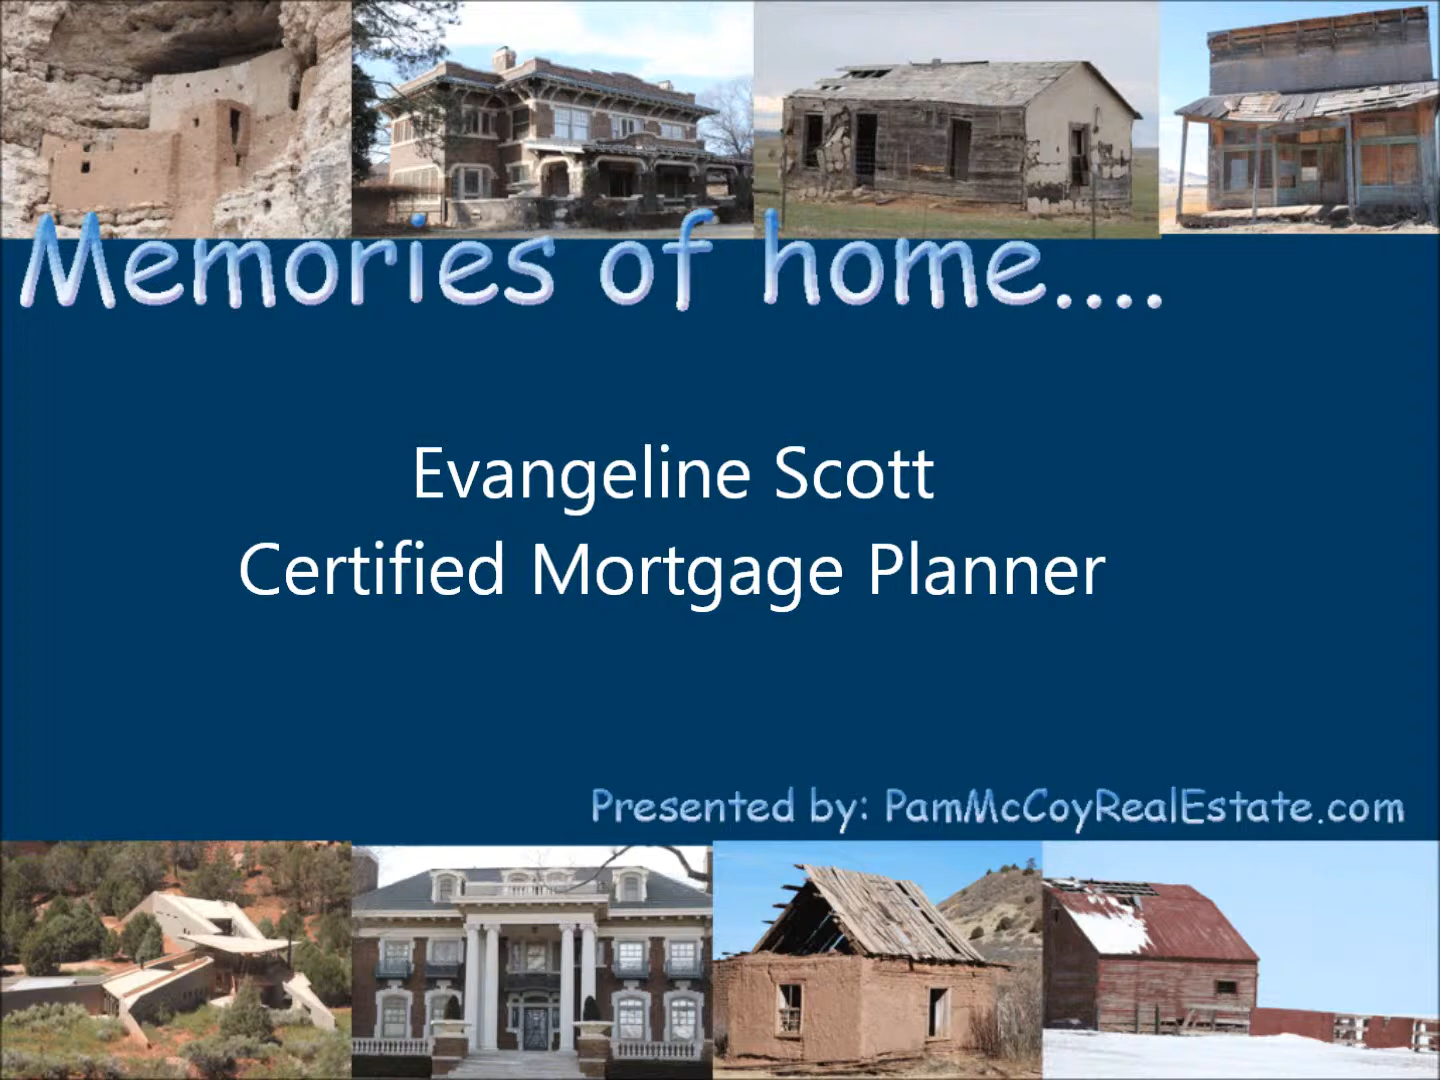 Memories of home....
Evangeline Scott
Certified Mortgage Planner
Presented by: PamMcCoyRealEstate.com